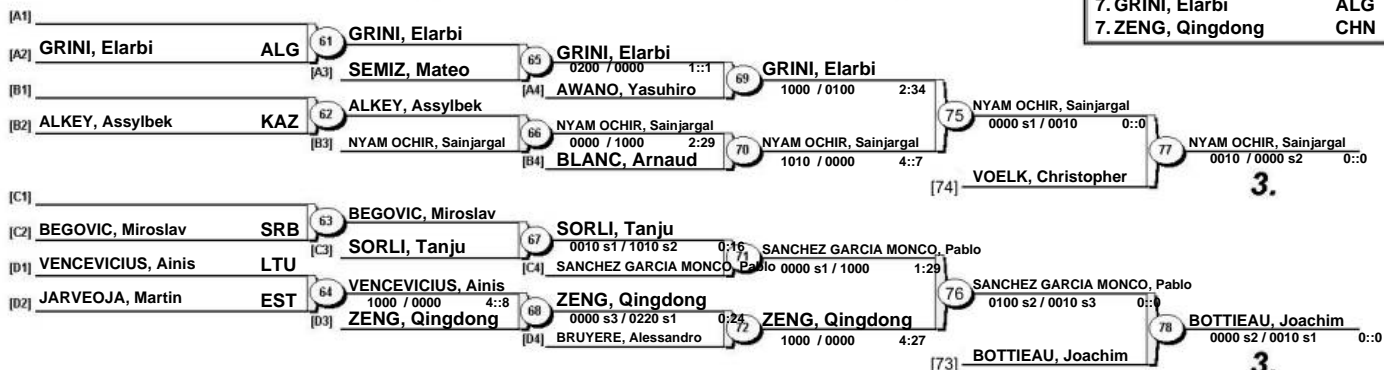 7. GRINI, Elarbi ALG
7. ZENG, Qingdong CHN
[A1]
[A2] GRINI, Elarbi ALG
61 GRINI, Elarbi
[A3] SEMIZ, Mateo
65 GRINI, Elarbi
0200 / 0000 1::1
[A4] AWANO, Yasuhiro
69 GRINI, Elarbi
1000 / 0100 2:34
[B1]
[B2] ALKEY, Assylbek KAZ
62 ALKEY, Assylbek
[B3] NYAM OCHIR, Sainjargal
66 NYAM OCHIR, Sainjargal
0000 / 1000 2:29
[B4] BLANC, Arnaud
70 NYAM OCHIR, Sainjargal
1010 / 0000 4::7
75 NYAM OCHIR, Sainjargal
0000 s1 / 0010 0::0
[74] VOELK, Christopher
77 NYAM OCHIR, Sainjargal
0010 / 0000 s2 0::0
3.
[C1]
[C2] BEGOVIC, Miroslav SRB
63 BEGOVIC, Miroslav
[C3] SORLI, Tanju
67 SORLI, Tanju
0010 s1 / 1010 s2 0:16
[C4] SANCHEZ GARCIA MONCO, Pablo
71 SANCHEZ GARCIA MONCO, Pablo
0000 s1 / 1000 1:29
[D1] VENCEVICIUS, Ainis LTU
[D2] JARVEOJA, Martin EST
64 VENCEVICIUS, Ainis
1000 / 0000 4::8
[D3] ZENG, Qingdong
68 ZENG, Qingdong
0000 s3 / 0220 s1 0:24
[D4] BRUYERE, Alessandro
72 ZENG, Qingdong
1000 / 0000 4:27
76 SANCHEZ GARCIA MONCO, Pablo
0100 s2 / 0010 s3 0::0
[73] BOTTIEAU, Joachim
78 BOTTIEAU, Joachim
0000 s2 / 0010 s1 0::0
3.